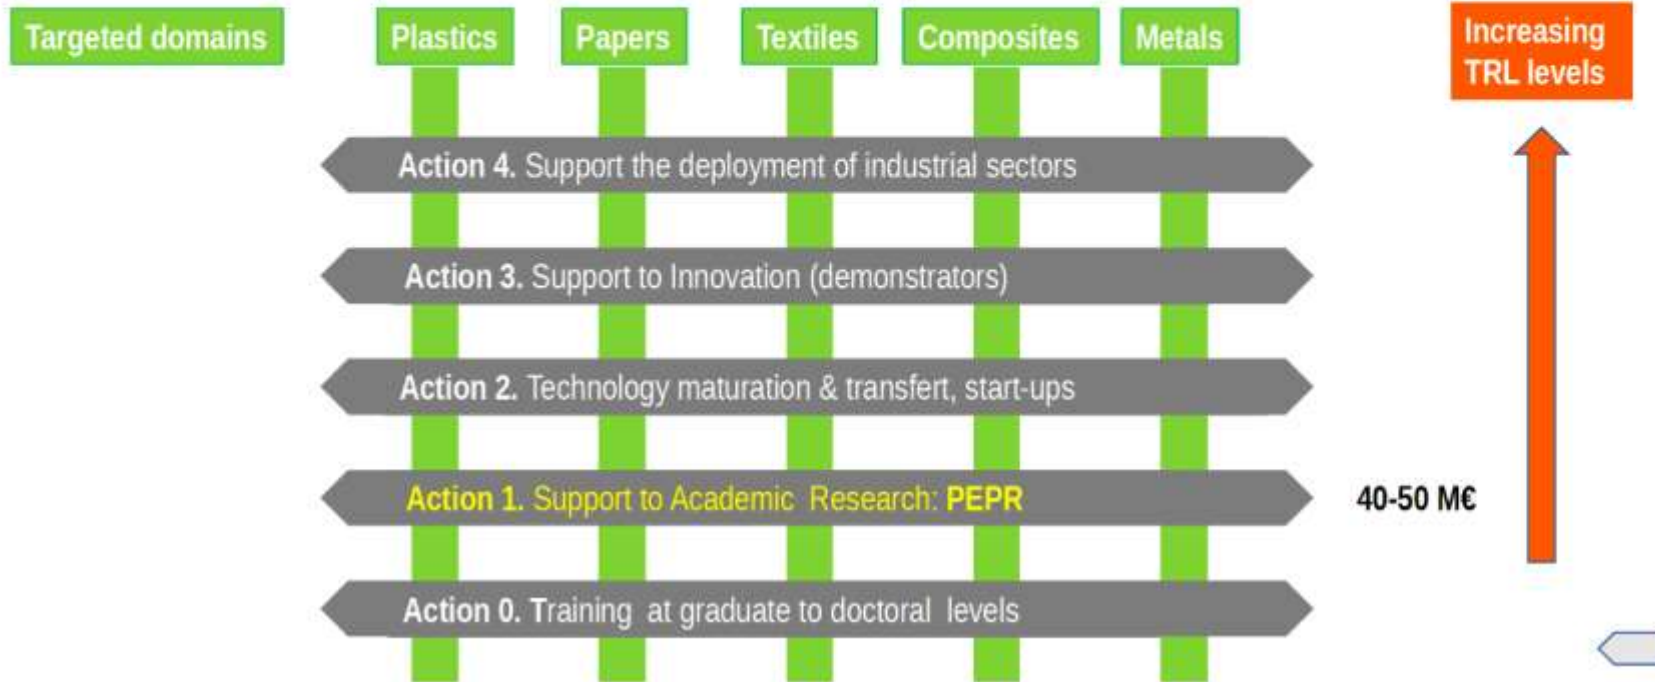 Targeted domains
Plastics
Papers
Textiles
Composites
Metals
Increasing
TRL levels
Action 4. Support the deployment of industrial sectors
Action 3. Support to Innovation (demonstrators)
Action 2. Technology maturation & transfert, start-ups
Action 1. Support to Academic Research: PEPR
40-50 M€
Action 0. Training at graduate to doctoral levels